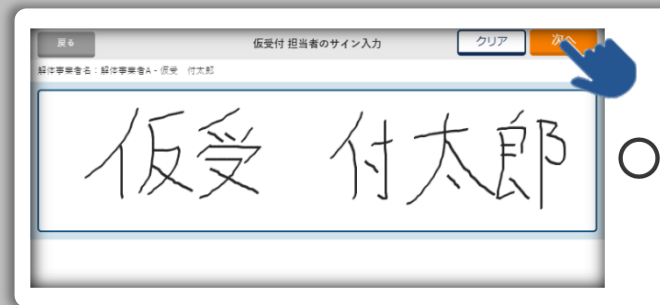 戻る 仮受付 担当者のサイン入力 クリア 次へ
解体事業者名：解体事業者A - 仮受　付太郎
仮受　付太郎